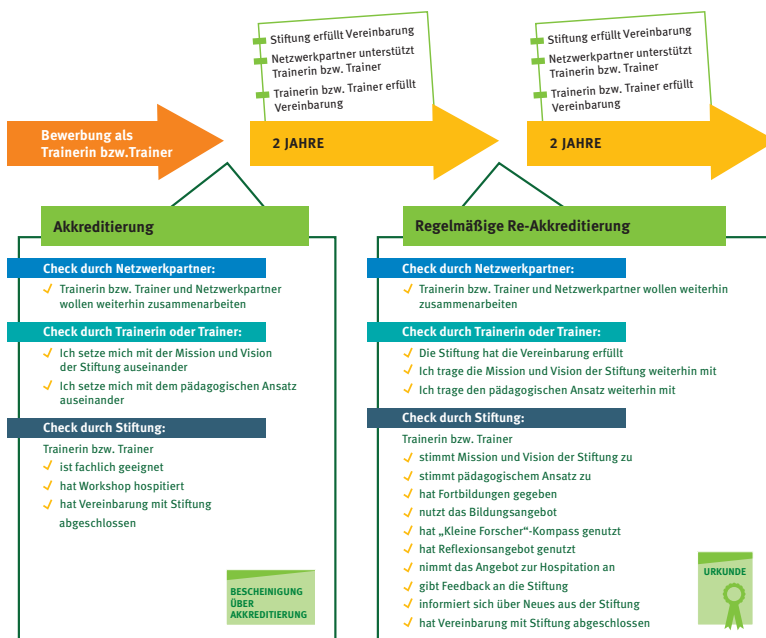 Stiftung erfüllt Vereinbarung
Netzwerkpartner unterstützt
Trainerin bzw. Trainer
Trainerin bzw. Trainer erfüllt
Vereinbarung
Stiftung erfüllt Vereinbarung
Netzwerkpartner unterstützt
Trainerin bzw. Trainer
Trainerin bzw. Trainer erfüllt
Vereinbarung
Bewerbung als
Trainerin bzw.Trainer
2 JAHRE
2 JAHRE
Akkreditierung
Check durch Netzwerkpartner:
Trainerin bzw. Trainer und Netzwerkpartner
wollen weiterhin zusammenarbeiten
Check durch Trainerin oder Trainer:
Ich setze mich mit der Mission und Vision
der Stiftung auseinander
Ich setze mich mit dem pädagogischen Ansatz
auseinander
Check durch Stiftung:
Trainerin bzw. Trainer
ist fachlich geeignet
hat Workshop hospitiert
hat Vereinbarung mit Stiftung
abgeschlossen
BESCHEINIGUNG
ÜBER
AKKREDITIERUNG
Regelmäßige Re-Akkreditierung
Check durch Netzwerkpartner:
Trainerin bzw. Trainer und Netzwerkpartner wollen weiterhin
zusammenarbeiten
Check durch Trainerin oder Trainer:
Die Stiftung hat die Vereinbarung erfüllt
Ich trage die Mission und Vision der Stiftung weiterhin mit
Ich trage den pädagogischen Ansatz weiterhin mit
Check durch Stiftung:
Trainerin bzw. Trainer
stimmt Mission und Vision der Stiftung zu
stimmt pädagogischem Ansatz zu
hat Fortbildungen gegeben
nutzt das Bildungsangebot
hat „Kleine Forscher“-Kompass genutzt
hat Reflexionsangebot genutzt
nimmt das Angebot zur Hospitation an
gibt Feedback an die Stiftung
informiert sich über Neues aus der Stiftung
hat Vereinbarung mit Stiftung abgeschlossen
URKUNDE